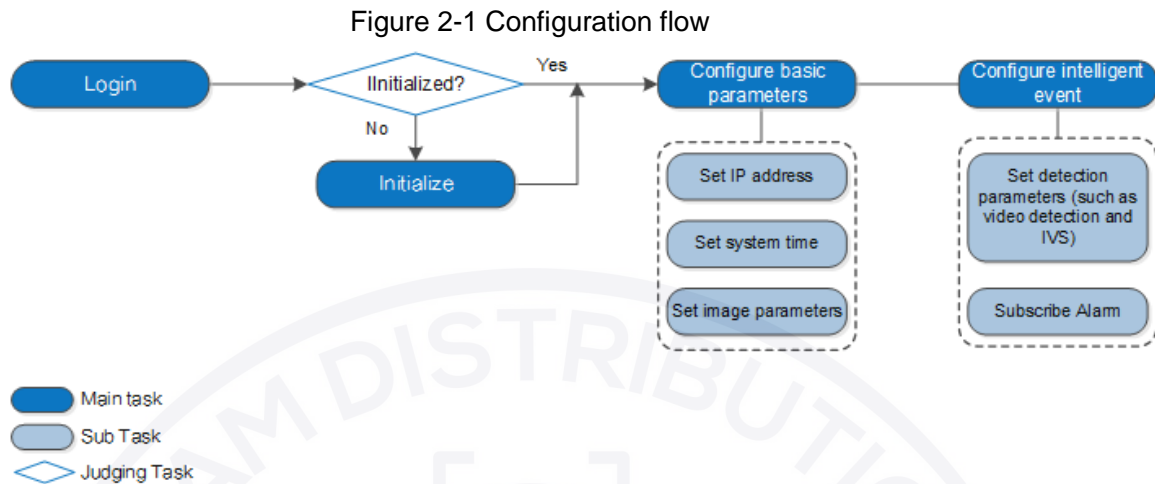 Figure 2-1 Configuration flow
Login
IInitialized?
Yes
No
Initialize
Configure basic
parameters
Set IP address
Set system time
Set image parameters
Configure intelligent
event
Set detection
parameters (such as
video detection and
IVS)
Subscribe Alarm
Main task
Sub Task
Judging Task
AM DISTRIBUTIO